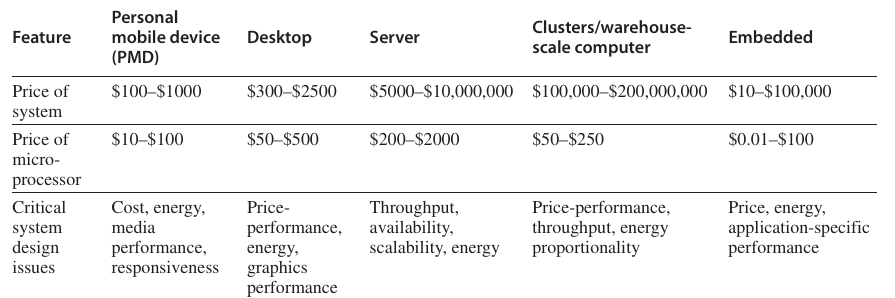 Feature
Personal
mobile device
(PMD)
Desktop
Server
Clusters/warehouse-
scale computer
Embedded
Price of
system
$100–$1000
$300–$2500
$5000–$10,000,000
$100,000–$200,000,000
$10–$100,000
Price of
micro-
processor
$10–$100
$50–$500
$200–$2000
$50–$250
$0.01–$100
Critical
system
design
issues
Cost, energy,
media
performance,
responsiveness
Price-
performance,
energy,
graphics
performance
Throughput,
availability,
scalability, energy
Price-performance,
throughput, energy
proportionality
Price, energy,
application-specific
performance